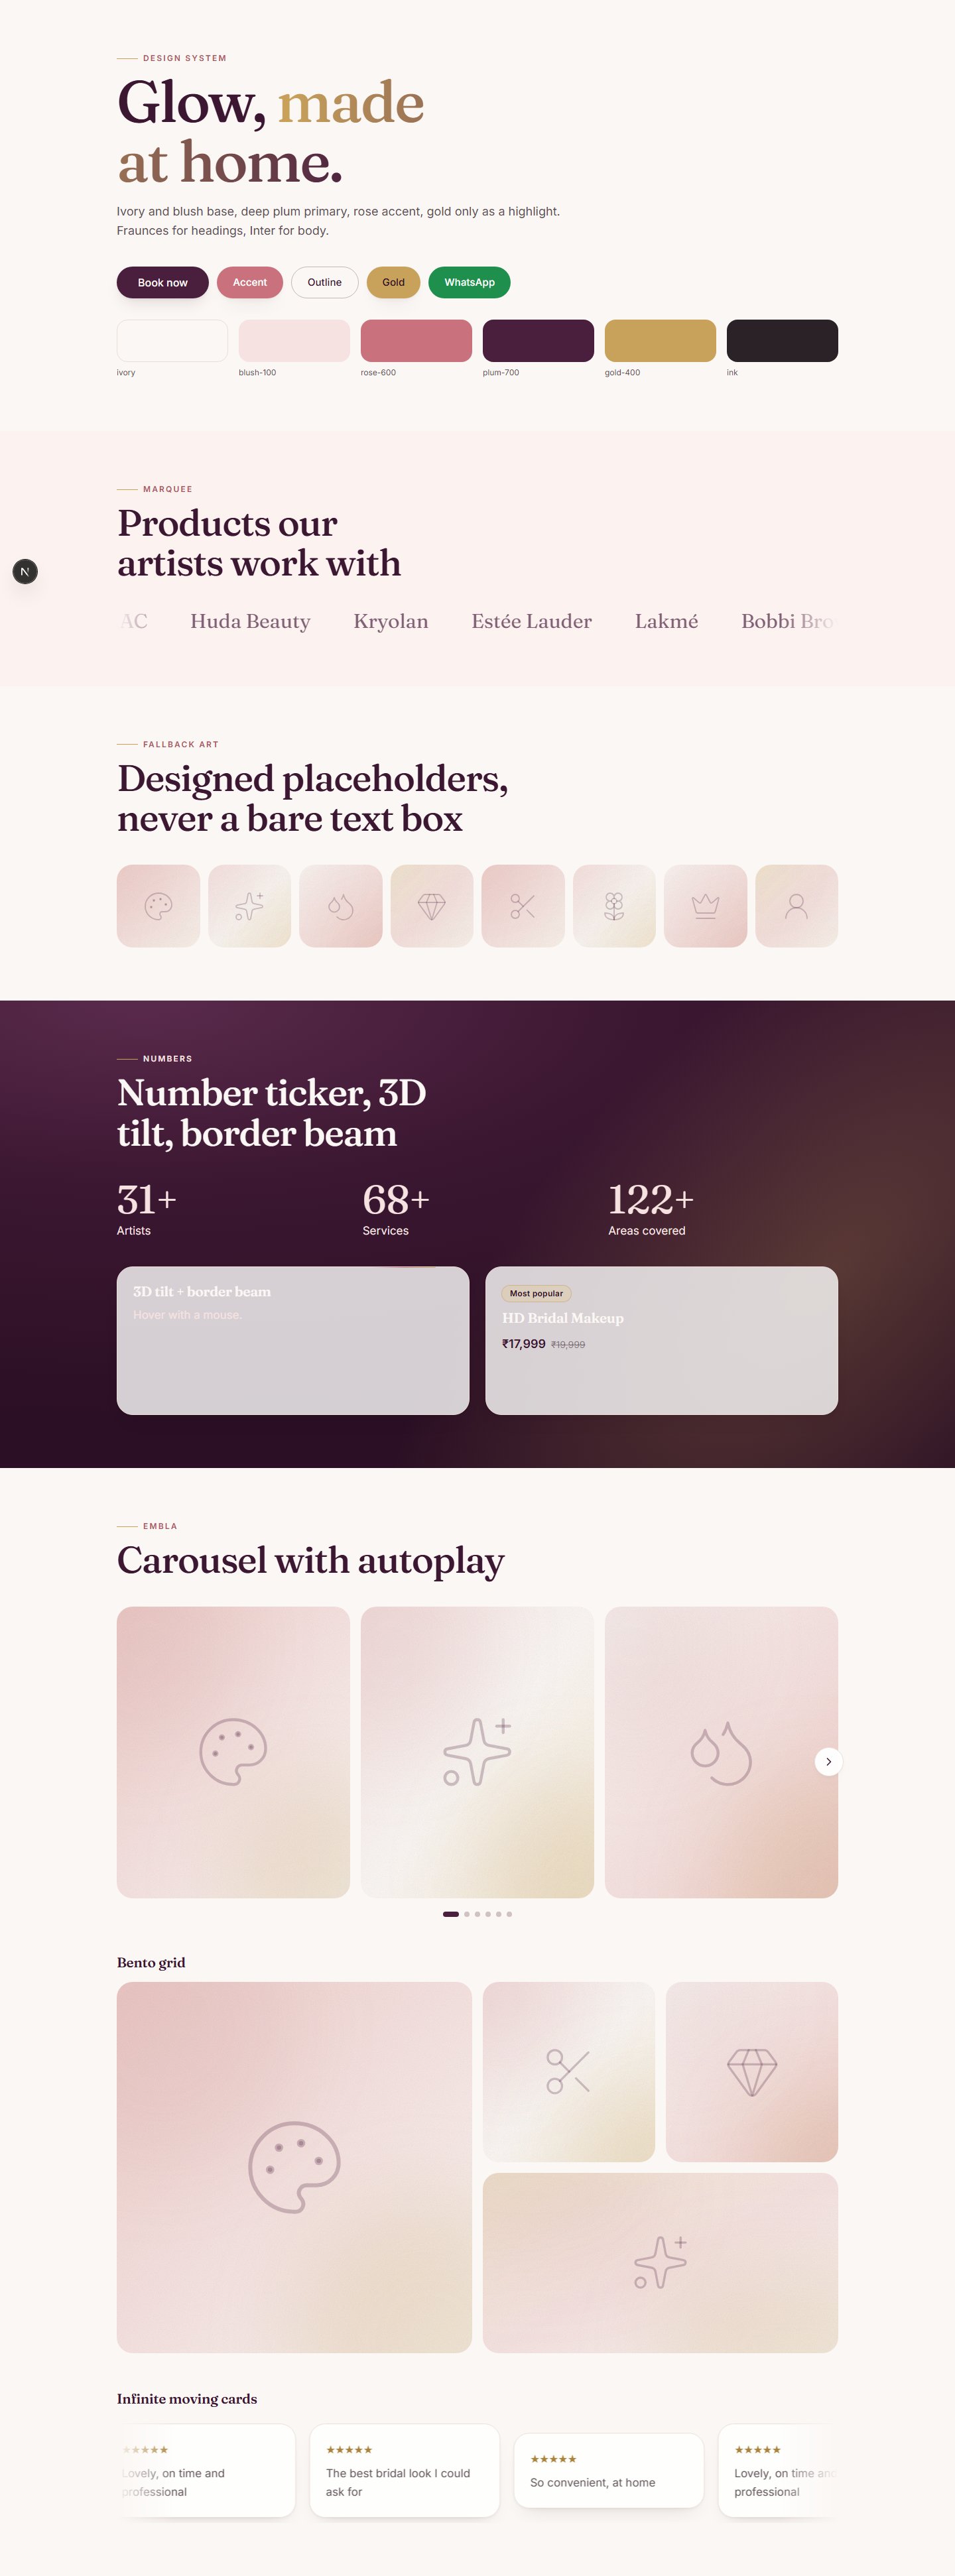 DESIGN SYSTEM
Glow, made
at home.
Ivory and blush base, deep plum primary, rose accent, gold only as a highlight.
Fraunces for headings, Inter for body.
Book now Accent Outline Gold WhatsApp
ivory blush-100 rose-600 plum-700 gold-400 ink
MARQUEE
Products our
artists work with
N
AC Huda Beauty Kryolan Estée Lauder Lakmé Bobbi Bro
FALLBACK ART
Designed placeholders,
never a bare text box
NUMBERS
Number ticker, 3D
tilt, border beam
31+ 68+ 122+
Artists Services Areas covered
3D tilt + border beam
Hover with a mouse.
Most popular
HD Bridal Makeup
₹17,999 ₹19,999
EMBLA
Carousel with autoplay
Bento grid
Infinite moving cards
★★★★★
Lovely, on time and
professional
★★★★★
The best bridal look I could
ask for
★★★★★
So convenient, at home
★★★★★
Lovely, on time and
professional